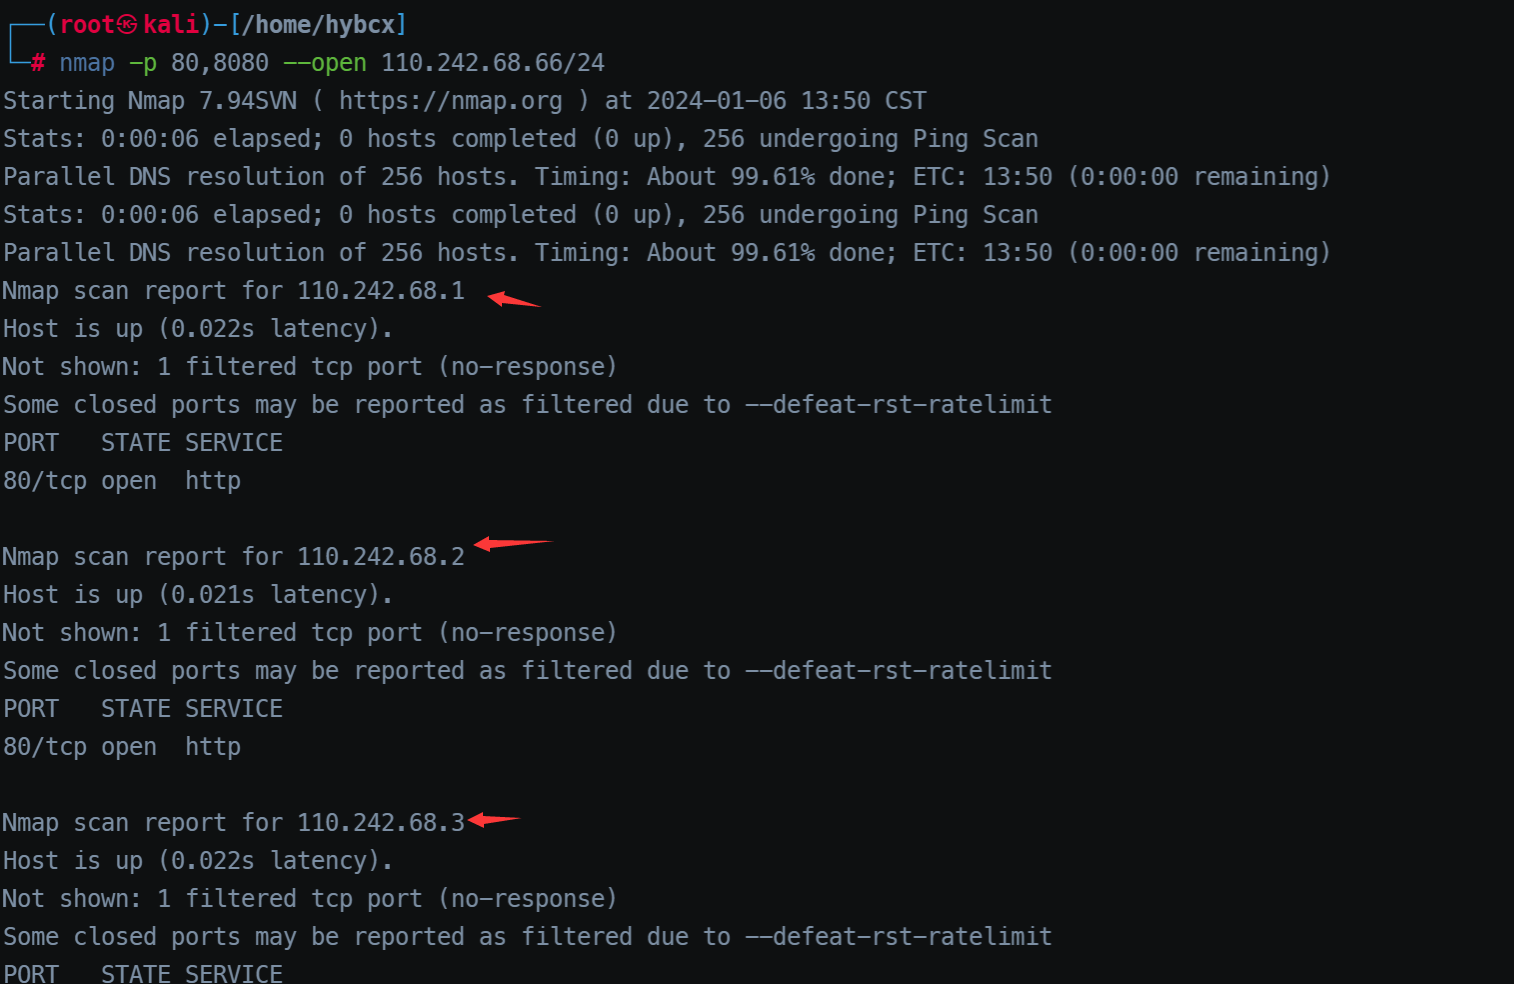 ┌──(root㉿kali)-[/home/hybcx]
└─# nmap -p 80,8080 --open 110.242.68.66/24
Starting Nmap 7.94SVN ( https://nmap.org ) at 2024-01-06 13:50 CST
Stats: 0:00:06 elapsed; 0 hosts completed (0 up), 256 undergoing Ping Scan
Parallel DNS resolution of 256 hosts. Timing: About 99.61% done; ETC: 13:50 (0:00:00 remaining)
Stats: 0:00:06 elapsed; 0 hosts completed (0 up), 256 undergoing Ping Scan
Parallel DNS resolution of 256 hosts. Timing: About 99.61% done; ETC: 13:50 (0:00:00 remaining)
Nmap scan report for 110.242.68.1
Host is up (0.022s latency).
Not shown: 1 filtered tcp port (no-response)
Some closed ports may be reported as filtered due to --defeat-rst-ratelimit
PORT   STATE SERVICE
80/tcp open  http

Nmap scan report for 110.242.68.2
Host is up (0.021s latency).
Not shown: 1 filtered tcp port (no-response)
Some closed ports may be reported as filtered due to --defeat-rst-ratelimit
PORT   STATE SERVICE
80/tcp open  http

Nmap scan report for 110.242.68.3
Host is up (0.022s latency).
Not shown: 1 filtered tcp port (no-response)
Some closed ports may be reported as filtered due to --defeat-rst-ratelimit
PORT   STATE SERVICE